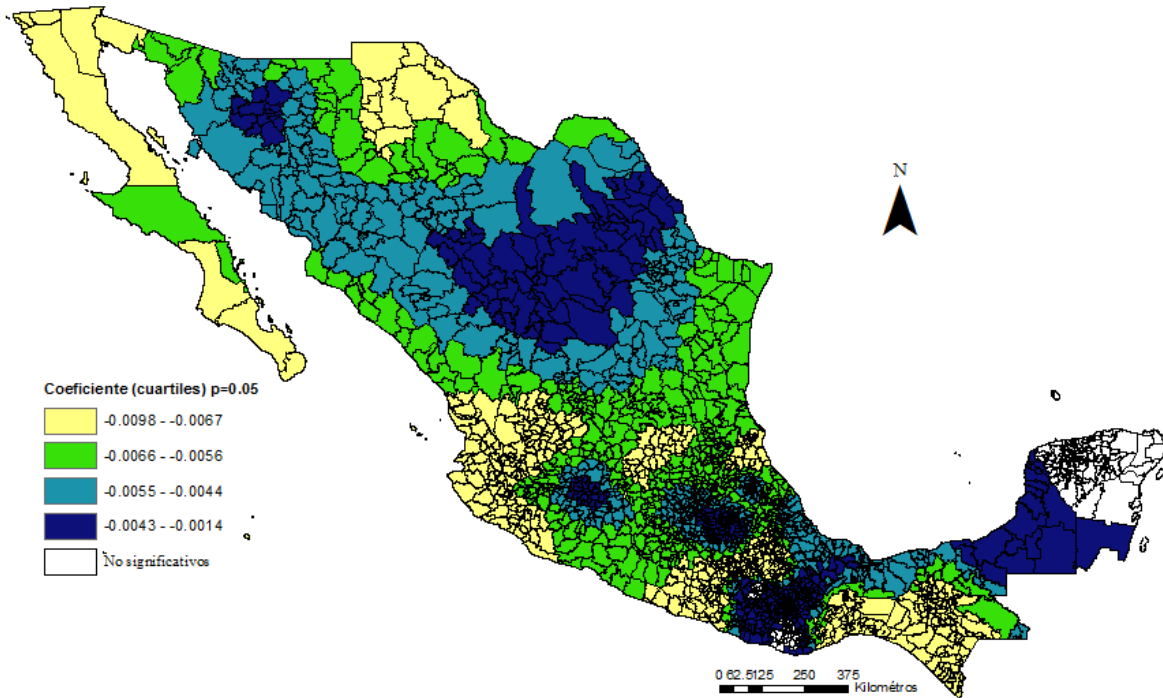 N
Coeficiente (cuartiles) p=0.05
-0.0098 - -0.0067
-0.0066 - -0.0056
-0.0055 - -0.0044
-0.0043 - -0.0014
No significativos
0 62.5125 250 375
Kilométros